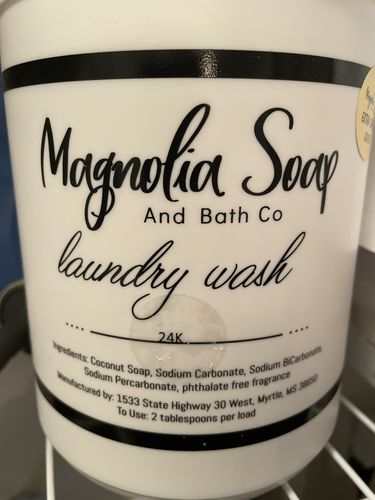 Magnolia Soap
And Bath Co
laundry wash
24K
Ingredients: Coconut Soap, Sodium Carbonate, Sodium BiCarbonate,
Sodium Percarbonate, phthalate free fragrance
Manufactured by: 1533 State Highway 30 West, Myrtle, MS 38650
To Use: 2 tablespoons per load